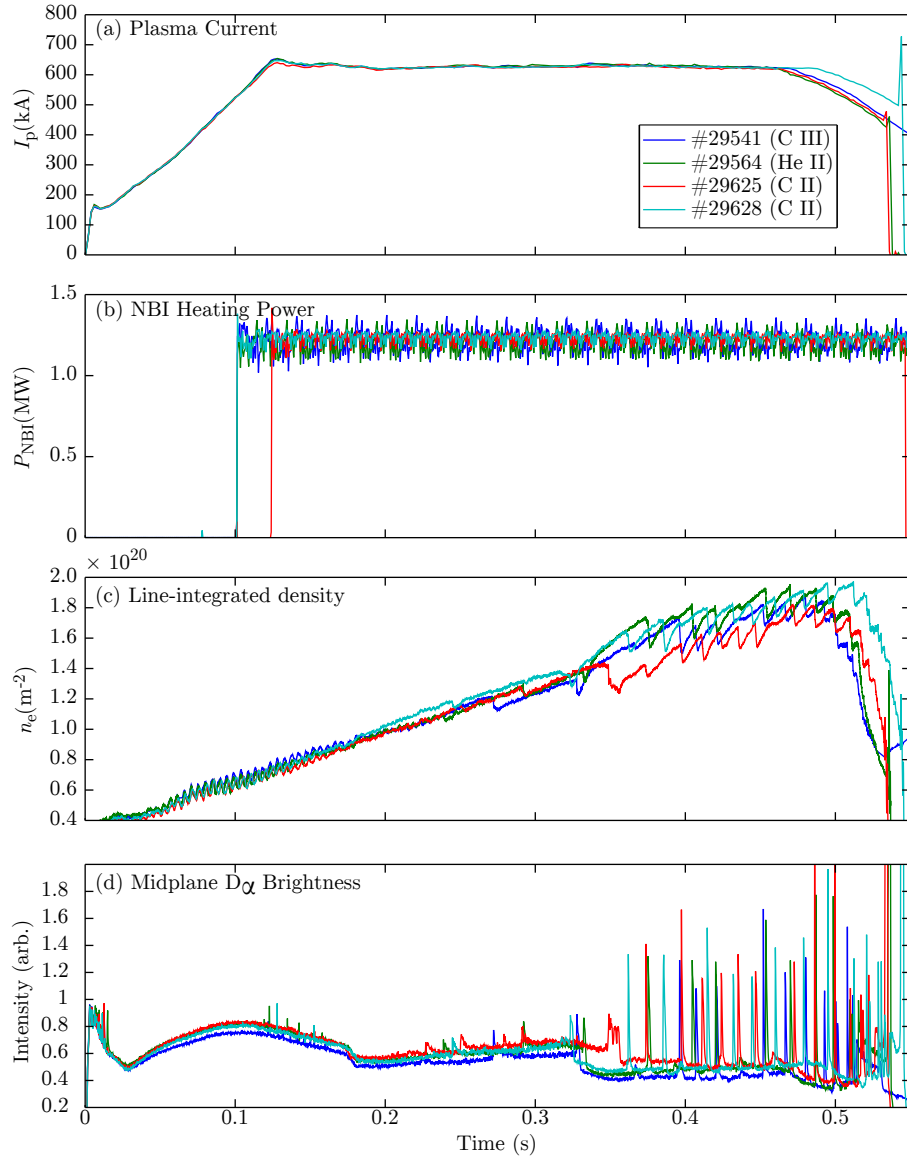 (a) Plasma Current
800
700
600
500
400
300
200
100
0
Ip(kA)
#29541 (C III)
#29564 (He II)
#29625 (C II)
#29628 (C II)
(b) NBI Heating Power
1.5
1.0
0.5
0
PNBI(MW)
× 10²⁰
(c) Line-integrated density
2.0
1.8
1.6
1.4
1.2
1.0
0.8
0.6
0.4
ne(m-2)
(d) Midplane Dα Brightness
1.8
1.6
1.4
1.2
1
0.8
0.6
0.4
0.2
Intensity (arb.)
0 0.1 0.2 0.3 0.4 0.5
Time (s)